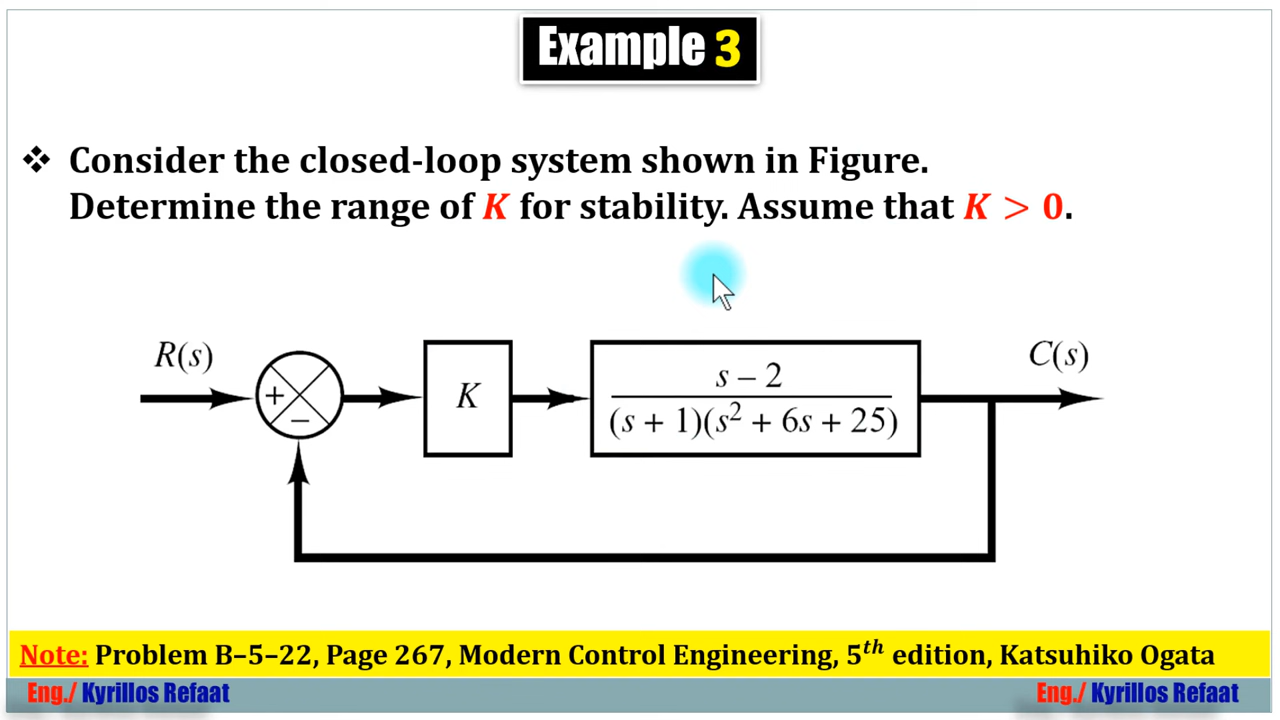 Example 3
❖ Consider the closed-loop system shown in Figure.
Determine the range of K for stability. Assume that K > 0.
R(s)
+
−
K
s – 2
(s + 1)(s² + 6s + 25)
C(s)
Note: Problem B–5–22, Page 267, Modern Control Engineering, 5ᵗʰ edition, Katsuhiko Ogata
Eng./ Kyrillos Refaat
Eng./ Kyrillos Refaat